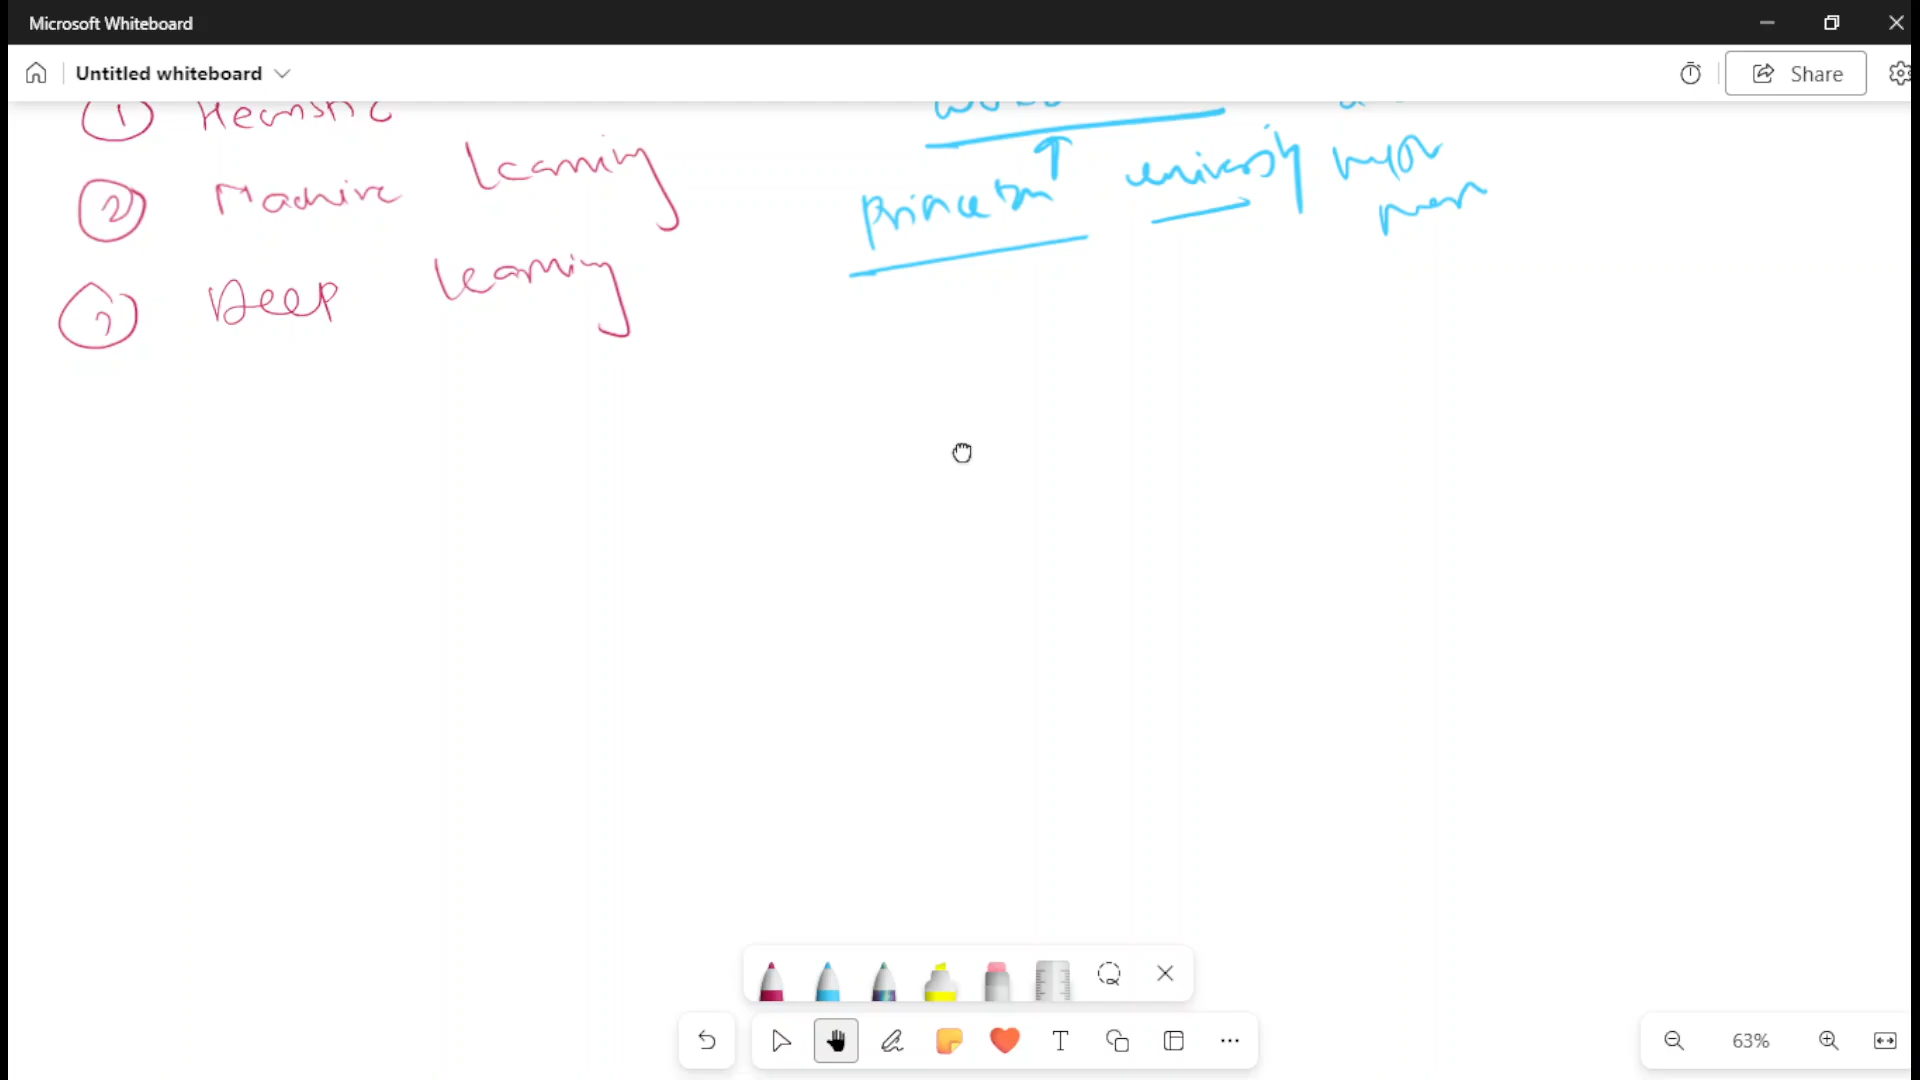 Microsoft Whiteboard
Untitled whiteboard
Share
① Heuristic
② Machine Learning
③ Deep Learning
Princeton University
63%